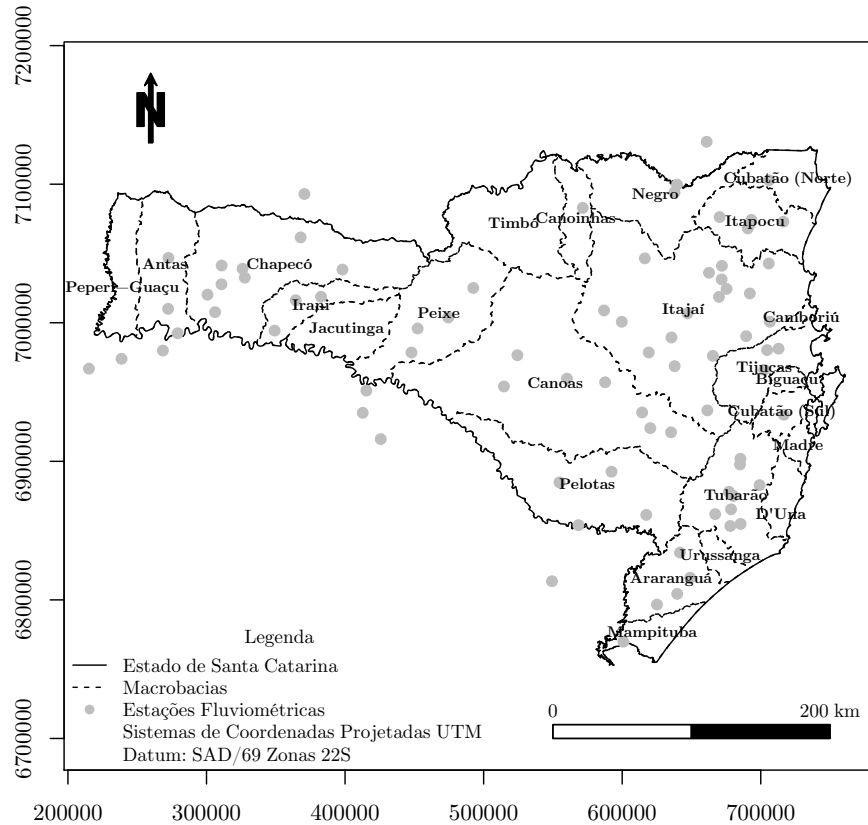 7200000
7100000
7000000
6900000
6800000
6700000
N
Cubatão (Norte)
Negro
Timbó
Canoinhas
Itapocu
Antas
Chapecó
Peperi-Guaçu
Irani
Itajaí
Peixe
Camboriú
Jacutinga
Tijucas
Biguaçu
Canoas
Cubatão (Sul)
Madre
Pelotas
Tubarão
D'Una
Urussanga
Araranguá
Mampituba
Legenda
Estado de Santa Catarina
Macrobacias
Estações Fluviométricas
Sistemas de Coordenadas Projetadas UTM
Datum: SAD/69 Zonas 22S
0 200 km
200000 300000 400000 500000 600000 700000